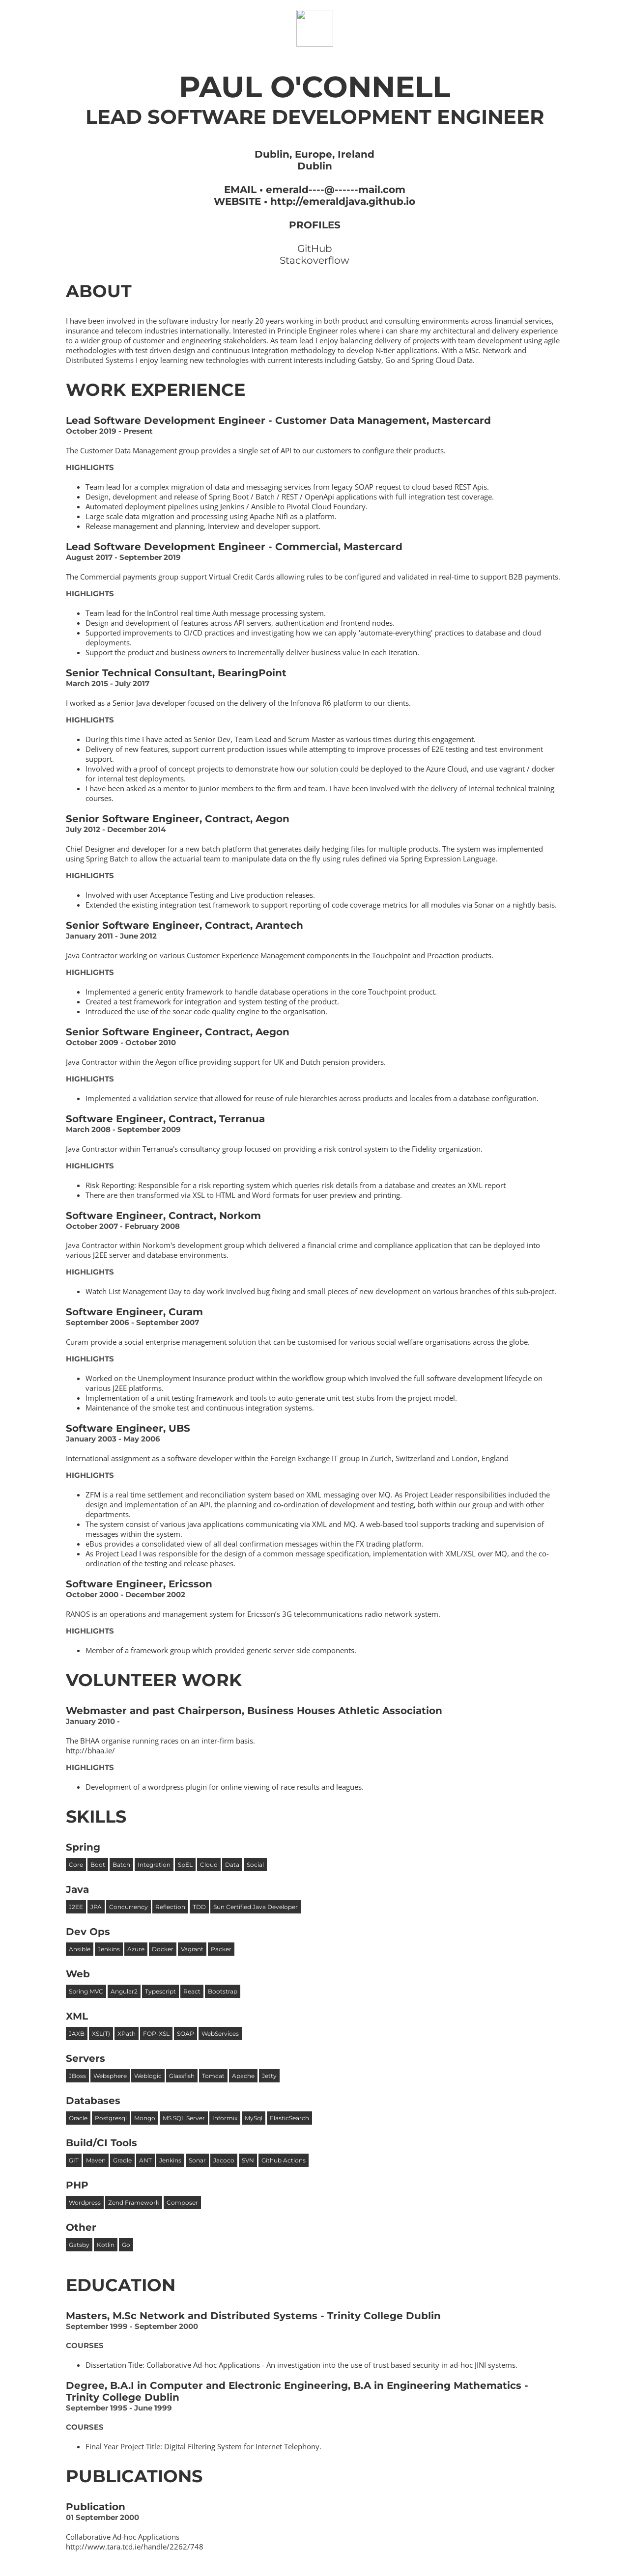 PAUL O'CONNELL
LEAD SOFTWARE DEVELOPMENT ENGINEER
Dublin, Europe, Ireland
Dublin
EMAIL • emerald----@------mail.com
WEBSITE • http://emeraldjava.github.io
PROFILES
GitHub
Stackoverflow
ABOUT
I have been involved in the software industry for nearly 20 years working in both product and consulting environments across financial services,
insurance and telecom industries internationally. Interested in Principle Engineer roles where i can share my architectural and delivery experience
to a wider group of customer and engineering stakeholders. As team lead I enjoy balancing delivery of projects with team development using agile
methodologies with test driven design and continuous integration methodology to develop N-tier applications. With a MSc. Network and
Distributed Systems I enjoy learning new technologies with current interests including Gatsby, Go and Spring Cloud Data.
WORK EXPERIENCE
Lead Software Development Engineer - Customer Data Management, Mastercard
October 2019 - Present
The Customer Data Management group provides a single set of API to our customers to configure their products.
HIGHLIGHTS
• Team lead for a complex migration of data and messaging services from legacy SOAP request to cloud based REST Apis.
• Design, development and release of Spring Boot / Batch / REST / OpenApi applications with full integration test coverage.
• Automated deployment pipelines using Jenkins / Ansible to Pivotal Cloud Foundary.
• Large scale data migration and processing using Apache Nifi as a platform.
• Release management and planning, Interview and developer support.
Lead Software Development Engineer - Commercial, Mastercard
August 2017 - September 2019
The Commercial payments group support Virtual Credit Cards allowing rules to be configured and validated in real-time to support B2B payments.
HIGHLIGHTS
• Team lead for the InControl real time Auth message processing system.
• Design and development of features across API servers, authentication and frontend nodes.
• Supported improvements to CI/CD practices and investigating how we can apply 'automate-everything' practices to database and cloud
deployments.
• Support the product and business owners to incrementally deliver business value in each iteration.
Senior Technical Consultant, BearingPoint
March 2015 - July 2017
I worked as a Senior Java developer focused on the delivery of the Infonova R6 platform to our clients.
HIGHLIGHTS
• During this time I have acted as Senior Dev, Team Lead and Scrum Master as various times during this engagement.
• Delivery of new features, support current production issues while attempting to improve processes of E2E testing and test environment
support.
• Involved with a proof of concept projects to demonstrate how our solution could be deployed to the Azure Cloud, and use vagrant / docker
for internal test deployments.
• I have been asked as a mentor to junior members to the firm and team. I have been involved with the delivery of internal technical training
courses.
Senior Software Engineer, Contract, Aegon
July 2012 - December 2014
Chief Designer and developer for a new batch platform that generates daily hedging files for multiple products. The system was implemented
using Spring Batch to allow the actuarial team to manipulate data on the fly using rules defined via Spring Expression Language.
HIGHLIGHTS
• Involved with user Acceptance Testing and Live production releases.
• Extended the existing integration test framework to support reporting of code coverage metrics for all modules via Sonar on a nightly basis.
Senior Software Engineer, Contract, Arantech
January 2011 - June 2012
Java Contractor working on various Customer Experience Management components in the Touchpoint and Proaction products.
HIGHLIGHTS
• Implemented a generic entity framework to handle database operations in the core Touchpoint product.
• Created a test framework for integration and system testing of the product.
• Introduced the use of the sonar code quality engine to the organisation.
Senior Software Engineer, Contract, Aegon
October 2009 - October 2010
Java Contractor within the Aegon office providing support for UK and Dutch pension providers.
HIGHLIGHTS
• Implemented a validation service that allowed for reuse of rule hierarchies across products and locales from a database configuration.
Software Engineer, Contract, Terranua
March 2008 - September 2009
Java Contractor within Terranua's consultancy group focused on providing a risk control system to the Fidelity organization.
HIGHLIGHTS
• Risk Reporting: Responsible for a risk reporting system which queries risk details from a database and creates an XML report
• There are then transformed via XSL to HTML and Word formats for user preview and printing.
Software Engineer, Contract, Norkom
October 2007 - February 2008
Java Contractor within Norkom's development group which delivered a financial crime and compliance application that can be deployed into
various J2EE server and database environments.
HIGHLIGHTS
• Watch List Management Day to day work involved bug fixing and small pieces of new development on various branches of this sub-project.
Software Engineer, Curam
September 2006 - September 2007
Curam provide a social enterprise management solution that can be customised for various social welfare organisations across the globe.
HIGHLIGHTS
• Worked on the Unemployment Insurance product within the workflow group which involved the full software development lifecycle on
various J2EE platforms.
• Implementation of a unit testing framework and tools to auto-generate unit test stubs from the project model.
• Maintenance of the smoke test and continuous integration systems.
Software Engineer, UBS
January 2003 - May 2006
International assignment as a software developer within the Foreign Exchange IT group in Zurich, Switzerland and London, England
HIGHLIGHTS
• ZFM is a real time settlement and reconciliation system based on XML messaging over MQ. As Project Leader responsibilities included the
design and implementation of an API, the planning and co-ordination of development and testing, both within our group and with other
departments.
• The system consist of various java applications communicating via XML and MQ. A web-based tool supports tracking and supervision of
messages within the system.
• eBus provides a consolidated view of all deal confirmation messages within the FX trading platform.
• As Project Lead I was responsible for the design of a common message specification, implementation with XML/XSL over MQ, and the co-
ordination of the testing and release phases.
Software Engineer, Ericsson
October 2000 - December 2002
RANOS is an operations and management system for Ericsson's 3G telecommunications radio network system.
HIGHLIGHTS
• Member of a framework group which provided generic server side components.
VOLUNTEER WORK
Webmaster and past Chairperson, Business Houses Athletic Association
January 2010 -
The BHAA organise running races on an inter-firm basis.
http://bhaa.ie/
HIGHLIGHTS
• Development of a wordpress plugin for online viewing of race results and leagues.
SKILLS
Spring
Core Boot Batch Integration SpEL Cloud Data Social
Java
J2EE JPA Concurrency Reflection TDD Sun Certified Java Developer
Dev Ops
Ansible Jenkins Azure Docker Vagrant Packer
Web
Spring MVC Angular2 Typescript React Bootstrap
XML
JAXB XSL(T) XPath FOP-XSL SOAP WebServices
Servers
JBoss Websphere Weblogic Glassfish Tomcat Apache Jetty
Databases
Oracle Postgresql Mongo MS SQL Server Informix MySql ElasticSearch
Build/CI Tools
GIT Maven Gradle ANT Jenkins Sonar Jacoco SVN Github Actions
PHP
Wordpress Zend Framework Composer
Other
Gatsby Kotlin Go
EDUCATION
Masters, M.Sc Network and Distributed Systems - Trinity College Dublin
September 1999 - September 2000
COURSES
• Dissertation Title: Collaborative Ad-hoc Applications - An investigation into the use of trust based security in ad-hoc JINI systems.
Degree, B.A.I in Computer and Electronic Engineering, B.A in Engineering Mathematics -
Trinity College Dublin
September 1995 - June 1999
COURSES
• Final Year Project Title: Digital Filtering System for Internet Telephony.
PUBLICATIONS
Publication
01 September 2000
Collaborative Ad-hoc Applications
http://www.tara.tcd.ie/handle/2262/748